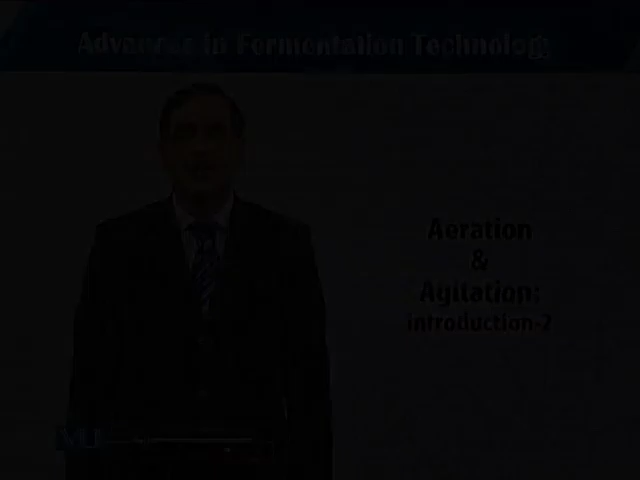 Advances in Fermentation Technology
Aeration
&
Agitation:
introduction-2